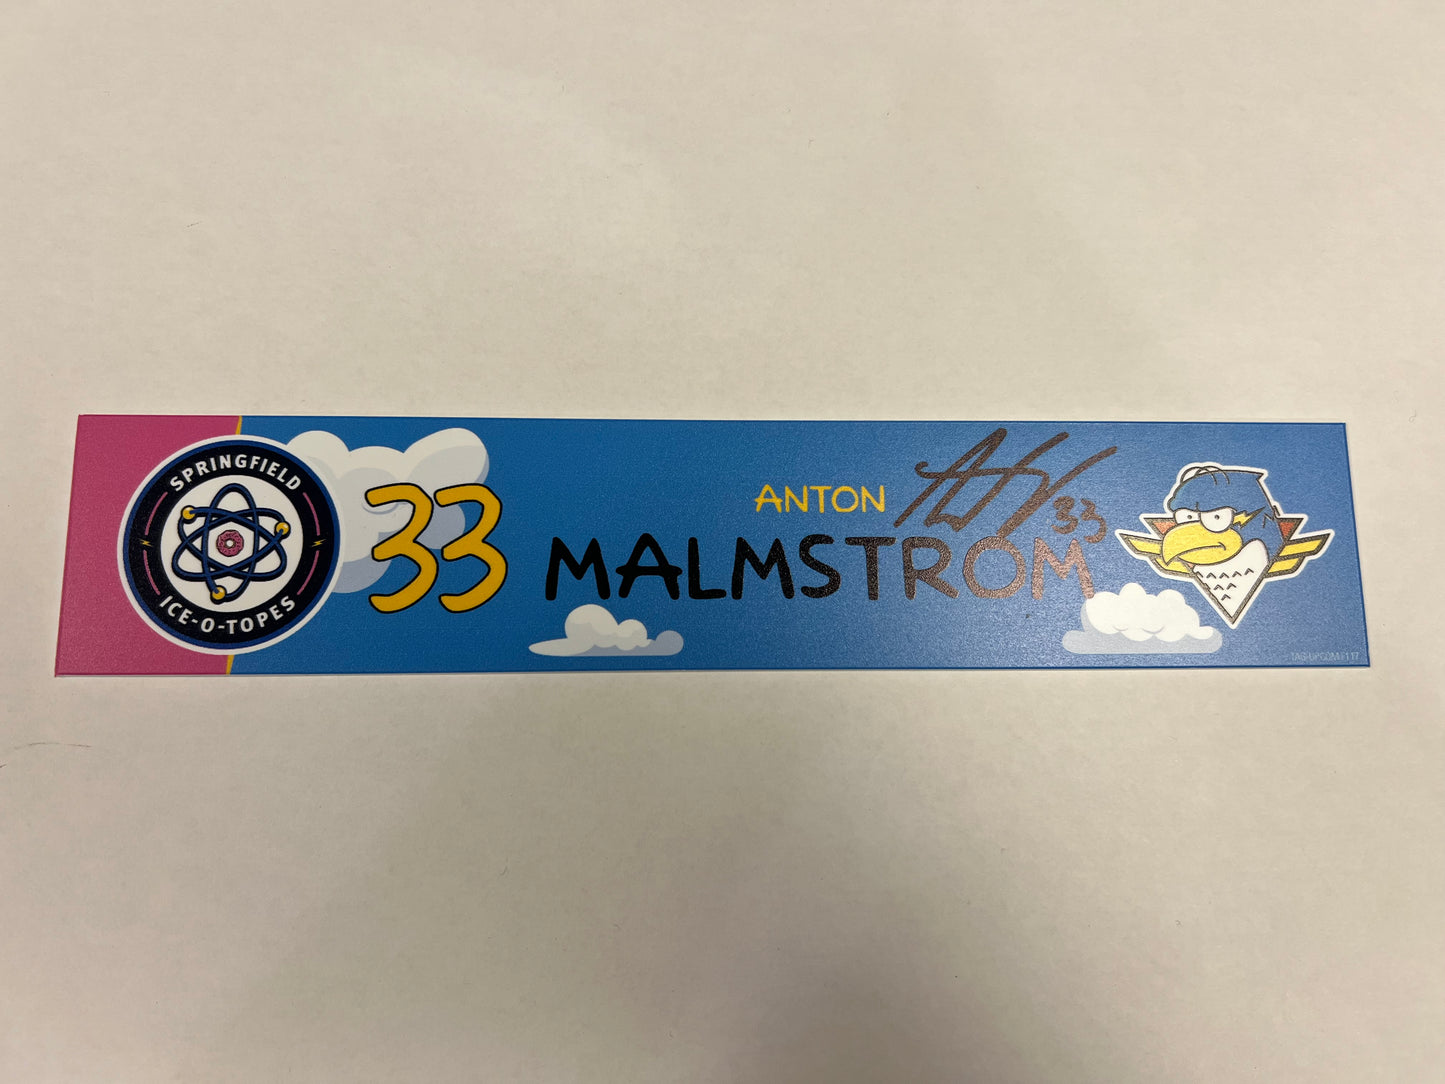 SPRINGFIELD
ICE-O-TOPES
33
ANTON
MALMSTROM
33